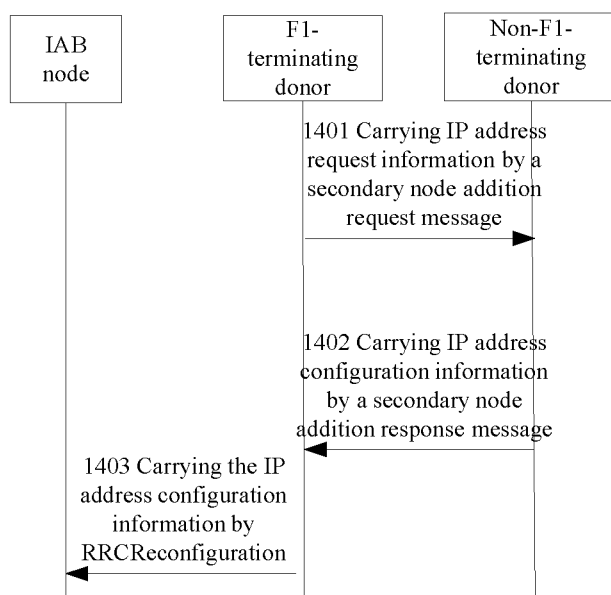 IAB
node
F1-
terminating
donor
Non-F1-
terminating
donor
1401 Carrying IP address
request information by a
secondary node addition
request message
1402 Carrying IP address
configuration information
by a secondary node
addition response message
1403 Carrying the IP
address configuration
information by
RRCReconfiguration